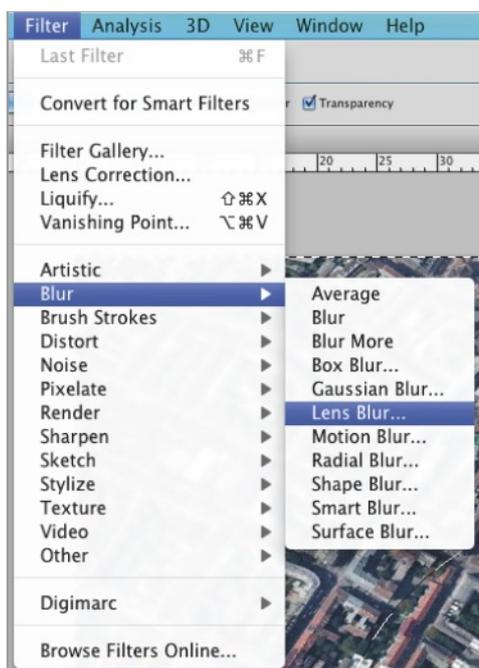 Filter Analysis 3D View Window Help
Last Filter ⌘F
Convert for Smart Filters
r Transparency
Filter Gallery...
Lens Correction...
Liquify... ⇧⌘X
Vanishing Point... ⌥⌘V
20 25 30
Artistic
Blur
Brush Strokes
Distort
Noise
Pixelate
Render
Sharpen
Sketch
Stylize
Texture
Video
Other
Average
Blur
Blur More
Box Blur...
Gaussian Blur...
Lens Blur...
Motion Blur...
Radial Blur...
Shape Blur...
Smart Blur...
Surface Blur...
Digimarc
Browse Filters Online...